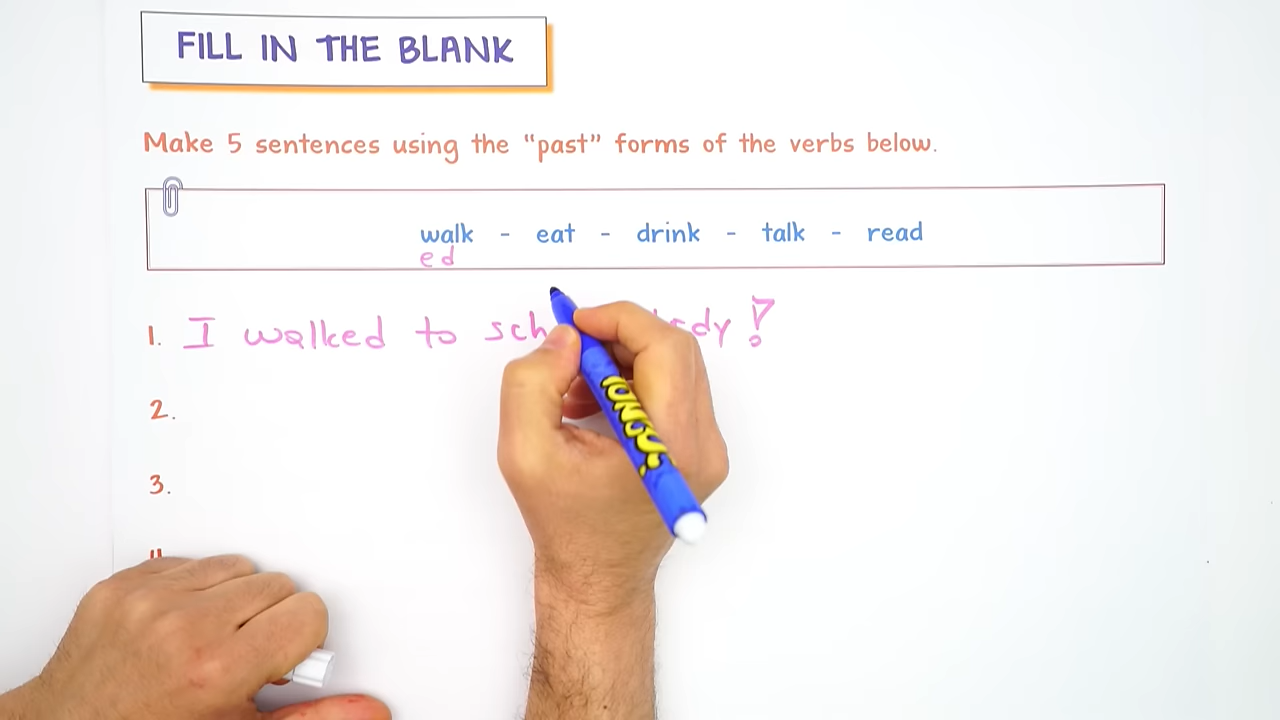 FILL IN THE BLANK
Make 5 sentences using the “past” forms of the verbs below.
walk - eat - drink - talk - read
ed
1. I walked to
2.
3.